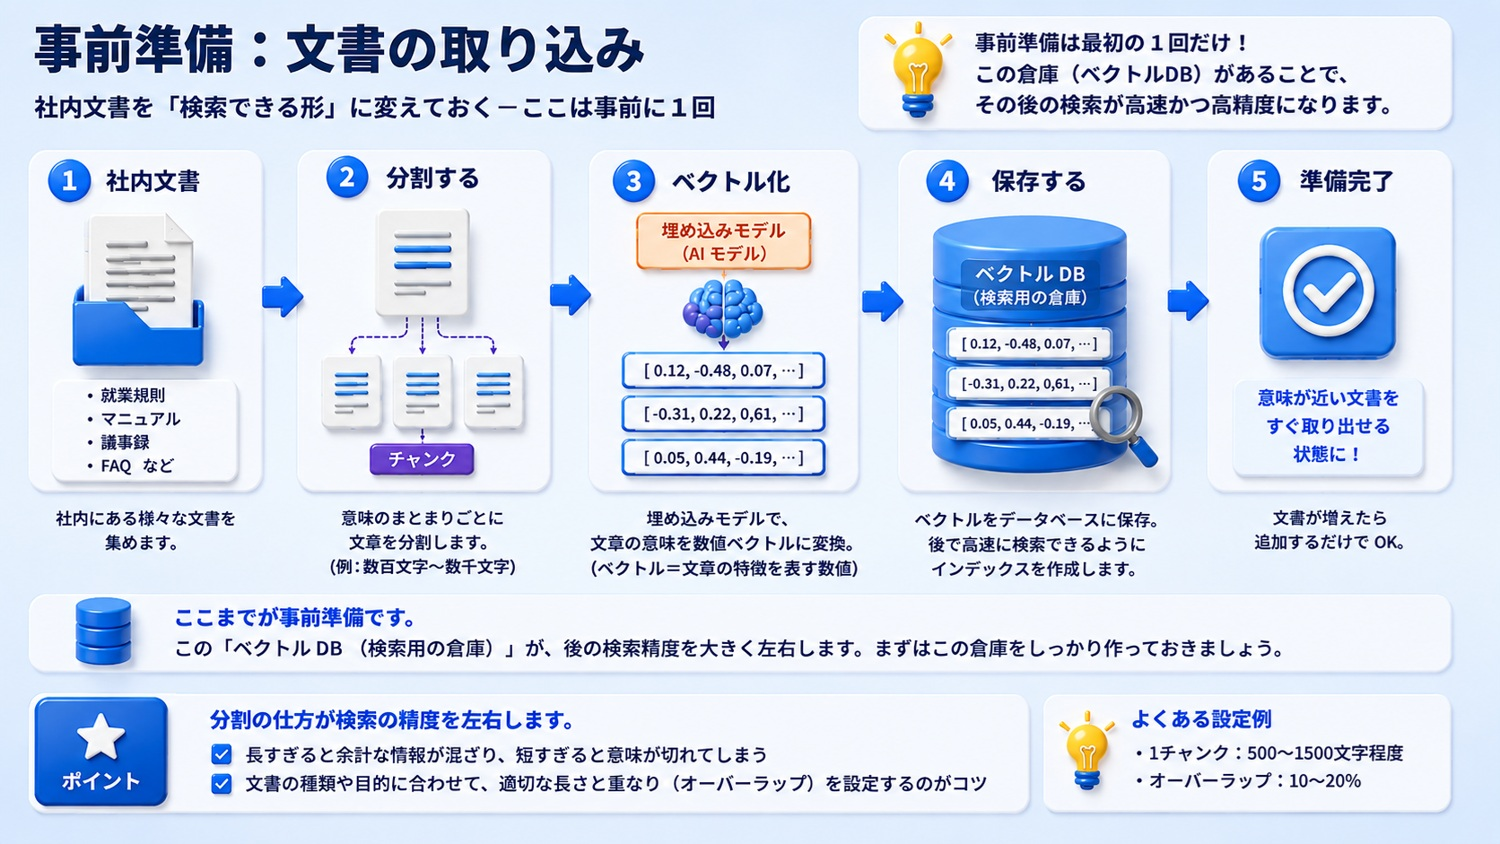 事前準備：文書の取り込み
社内文書を「検索できる形」に変えておく－ここは事前に１回
事前準備は最初の１回だけ！
この倉庫（ベクトルDB）があることで、
その後の検索が高速かつ高精度になります。
1 社内文書
・就業規則
・マニュアル
・議事録
・FAQ など
社内にある様々な文書を
集めます。
2 分割する
チャンク
意味のまとまりごとに
文章を分割します。
（例：数百文字～数千文字）
3 ベクトル化
埋め込みモデル
（AI モデル）
[ 0.12, -0.48, 0.07, … ]
[ -0.31, 0.22, 0,61, … ]
[ 0.05, 0.44, -0.19, … ]
埋め込みモデルで、
文章の意味を数値ベクトルに変換。
（ベクトル＝文章の特徴を表す数値）
4 保存する
ベクトル DB
（検索用の倉庫）
[ 0.12, -0.48, 0.07, … ]
[ -0.31, 0.22, 0,61, … ]
[ 0.05, 0.44, -0.19, …
ベクトルをデータベースに保存。
後で高速に検索できるように
インデックスを作成します。
5 準備完了
意味が近い文書を
すぐ取り出せる
状態に！
文書が増えたら
追加するだけで OK。
ここまでが事前準備です。
この「ベクトル DB （検索用の倉庫）」が、後の検索精度を大きく左右します。まずはこの倉庫をしっかり作っておきましょう。
ポイント
分割の仕方が検索の精度を左右します。
長すぎると余計な情報が混ざり、短すぎると意味が切れてしまう
文書の種類や目的に合わせて、適切な長さと重なり（オーバーラップ）を設定するのがコツ
よくある設定例
・1チャンク：500～1500文字程度
・オーバーラップ：10～20%